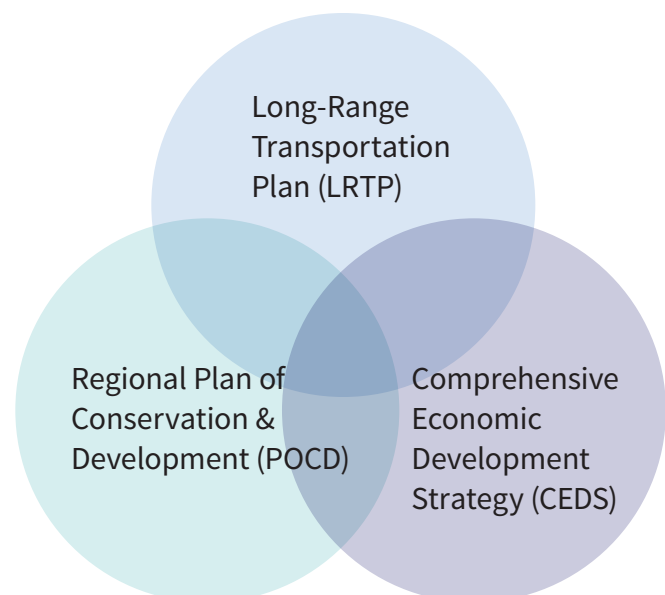 Long-Range
Transportation
Plan (LRTP)
Regional Plan of
Conservation &
Development (POCD)
Comprehensive
Economic
Development
Strategy (CEDS)